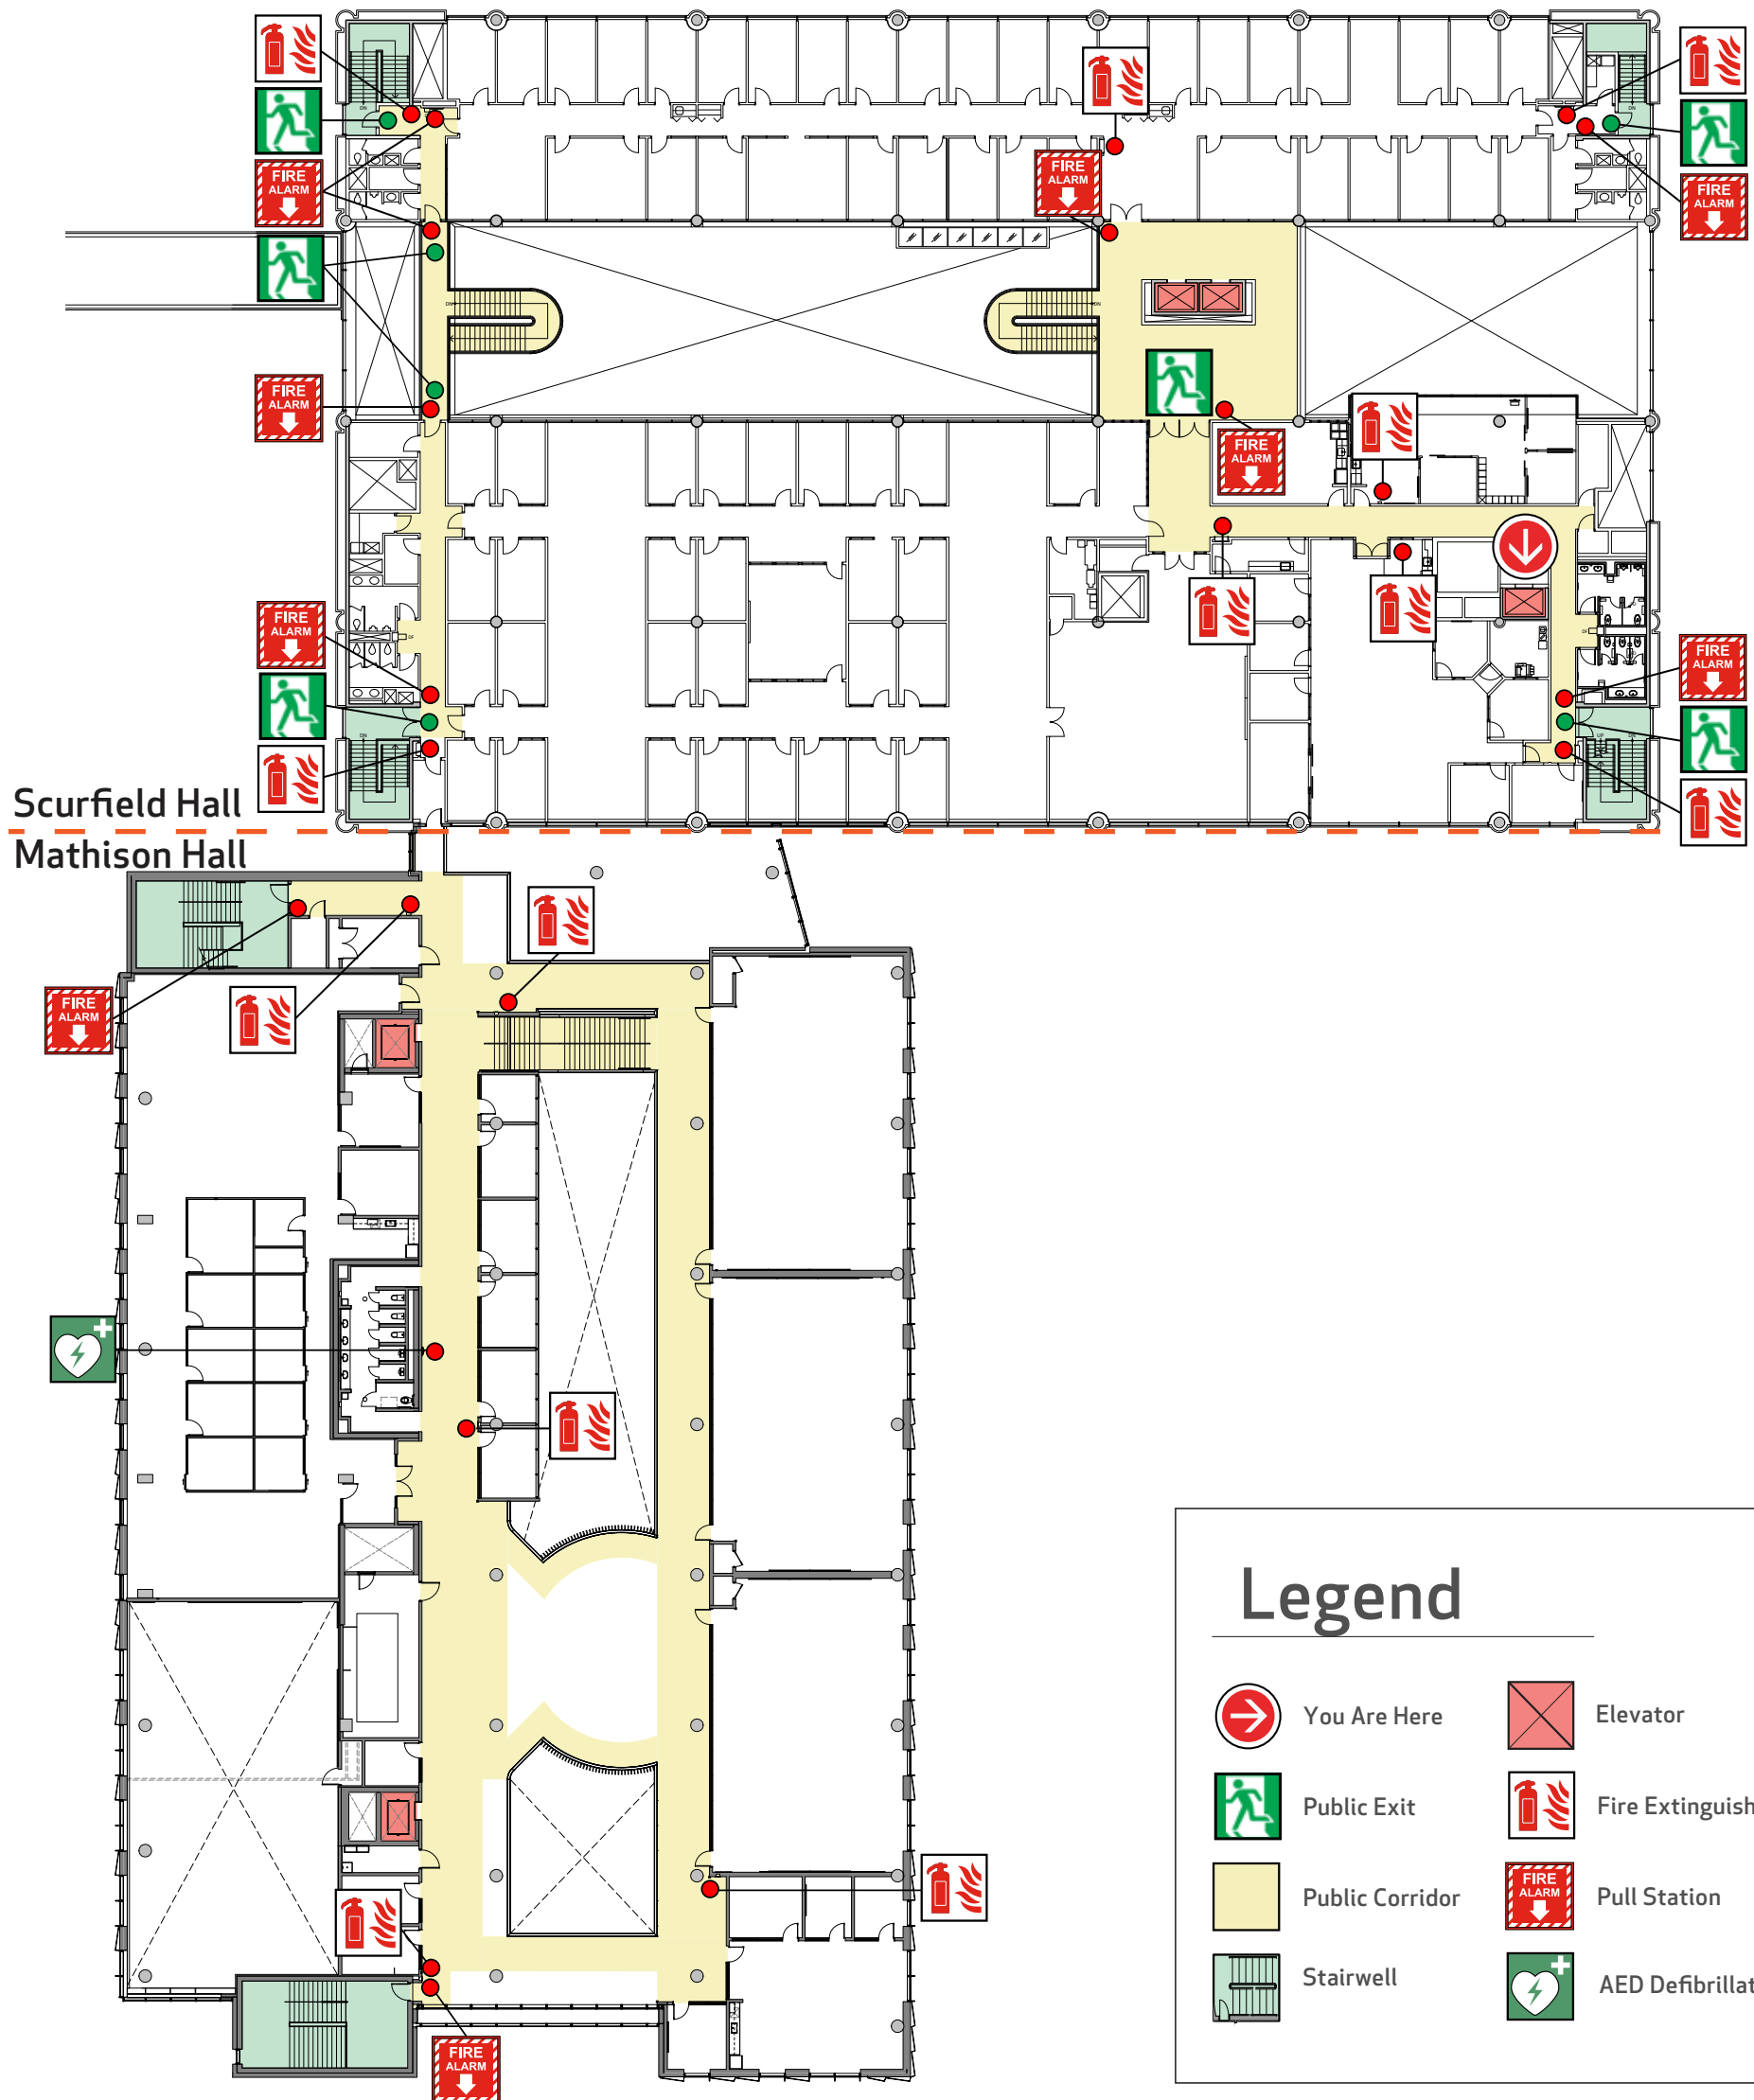 FIRE
ALARM
FIRE
ALARM
FIRE
ALARM
FIRE
ALARM
FIRE
ALARM
FIRE
ALARM
FIRE
ALARM
Scurfield Hall
Mathison Hall
FIRE
ALARM
Legend
You Are Here
Elevator
Public Exit
Fire Extinguish
Public Corridor
FIRE
ALARM
Pull Station
Stairwell
AED Defibrillat
FIRE
ALARM